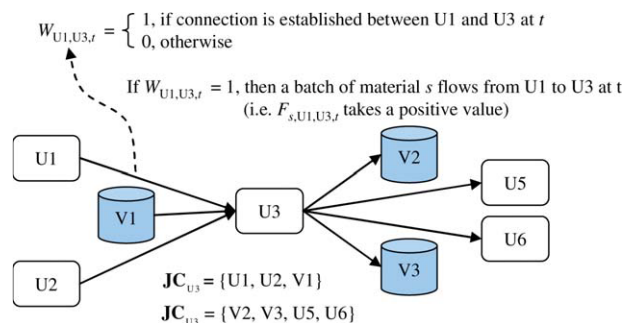 W_{U1,U3,t} = { 1, if connection is established between U1 and U3 at t
0, otherwise
If W_{U1,U3,t} = 1, then a batch of material s flows from U1 to U3 at t
(i.e. F_{s,U1,U3,t} takes a positive value)
U1
V1
U2
U3
V2
U5
U6
V3
JC_{U3} = {U1, U2, V1}
JC_{U3} = {V2, V3, U5, U6}